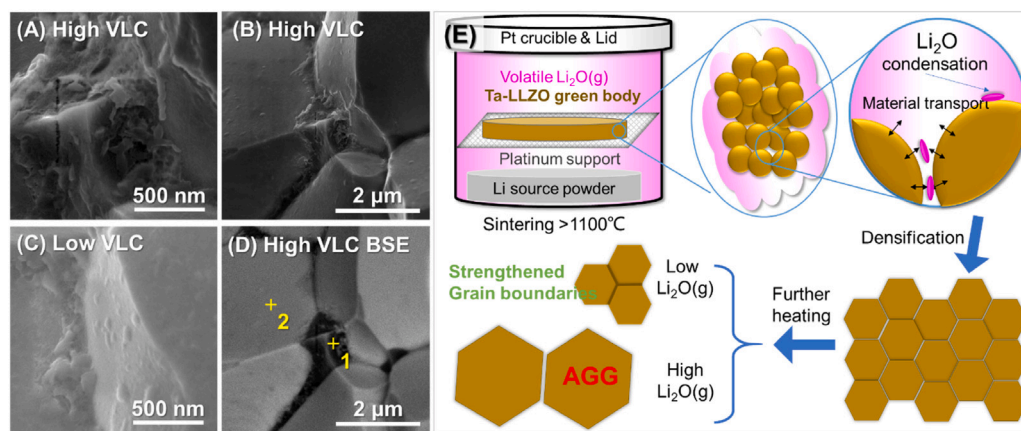 (A) High VLC
500 nm
(B) High VLC
2 μm
(C) Low VLC
500 nm
(D) High VLC BSE
+2
+1
2 μm
(E)
Pt crucible & Lid
Volatile Li₂O(g)
Ta-LLZO green body
Platinum support
Li source powder
Sintering >1100℃
Li₂O
condensation
Material transport
Densification
Further
heating
Low
Li₂O(g)
High
Li₂O(g)
Strengthened
Grain boundaries
AGG